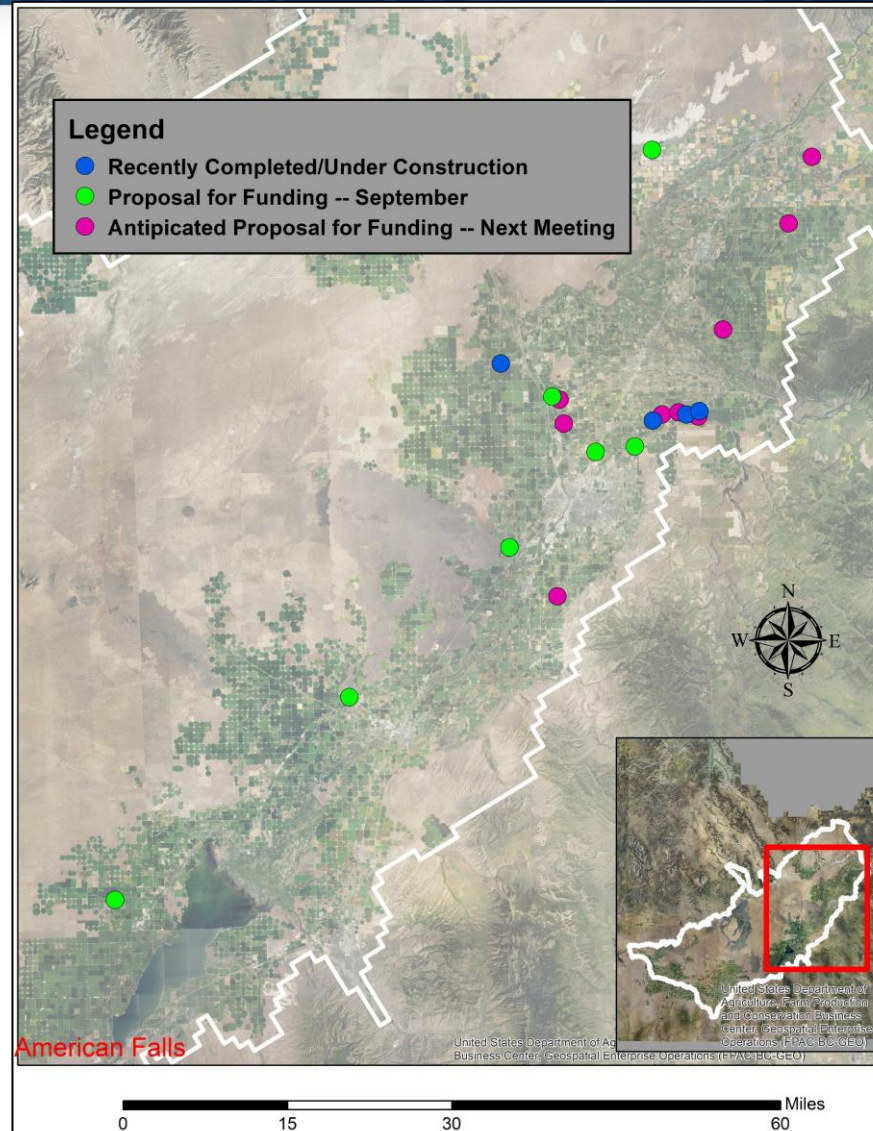 Legend
Recently Completed/Under Construction
Proposal for Funding -- September
Antipicated Proposal for Funding -- Next Meeting
N
W E
S
United States Department of
Agriculture, Farm Production
and Conservation Business
Center, Geospatial Enterprise
Operations (FPAC-BC-GEO)
United States Department of Ag
Business Center, Geospatial Enterprise Operations (FPAC-BC-GEO)
American Falls
Miles
0 15 30 60